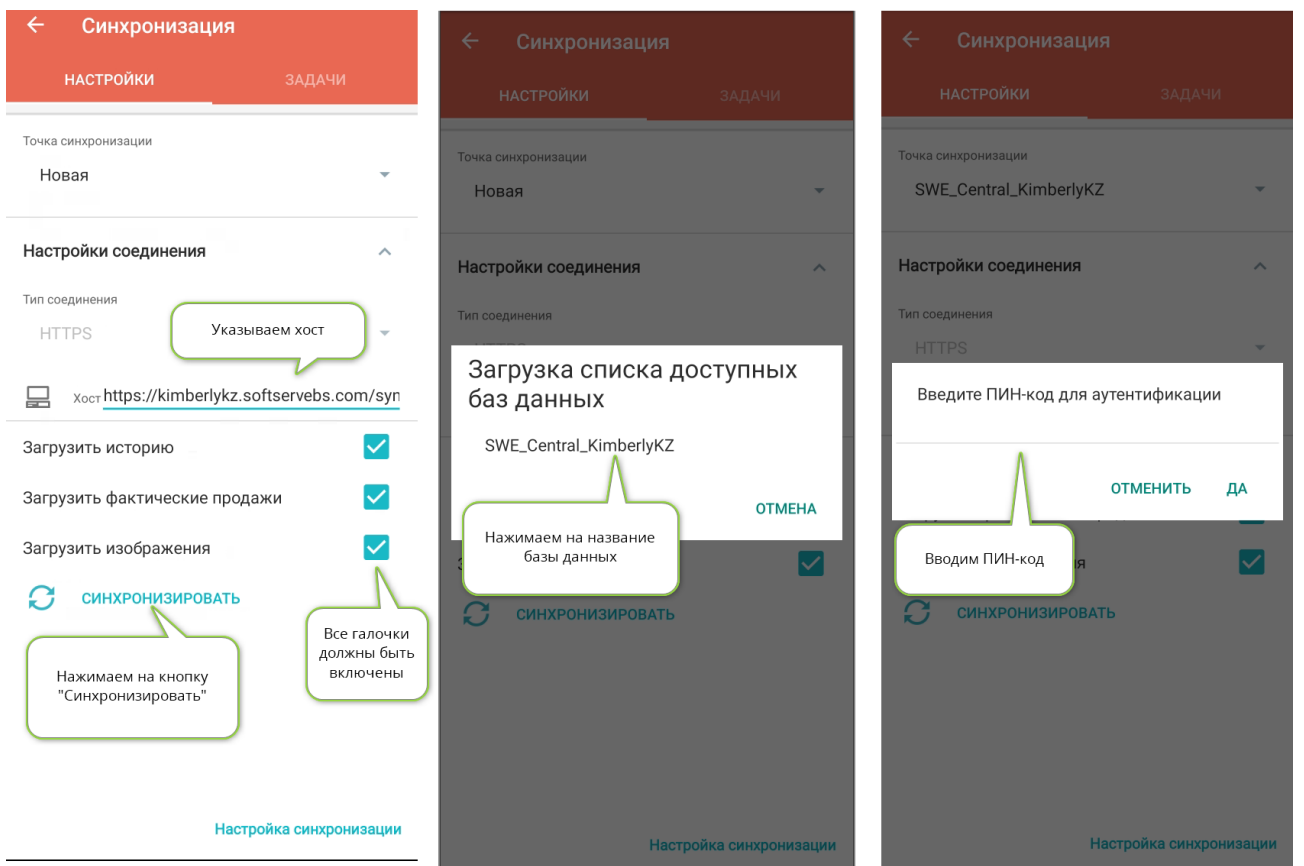 Синхронизация
НАСТРОЙКИ
ЗАДАЧИ
Точка синхронизации
Новая
Настройки соединения
Тип соединения
HTTPS
Указываем хост
Хост https://kimberlykz.softservebs.com/syn
Загрузить историю
Загрузить фактические продажи
Загрузить изображения
СИНХРОНИЗИРОВАТЬ
Все галочки
должны быть
включены
Нажимаем на кнопку
"Синхронизировать"
Настройка синхронизации
Синхронизация
НАСТРОЙКИ
ЗАДАЧИ
Точка синхронизации
Новая
Настройки соединения
Тип соединения
Загрузка списка доступных
баз данных
SWE_Central_KimberlyKZ
ОТМЕНА
Нажимаем на название
базы данных
СИНХРОНИЗИРОВАТЬ
Настройка синхронизации
Синхронизация
НАСТРОЙКИ
ЗАДАЧИ
Точка синхронизации
SWE_Central_KimberlyKZ
Настройки соединения
Тип соединения
HTTPS
Введите ПИН-код для аутентификации
ОТМЕНИТЬ
ДА
Вводим ПИН-код
СИНХРОНИЗИРОВАТЬ
Настройка синхронизации